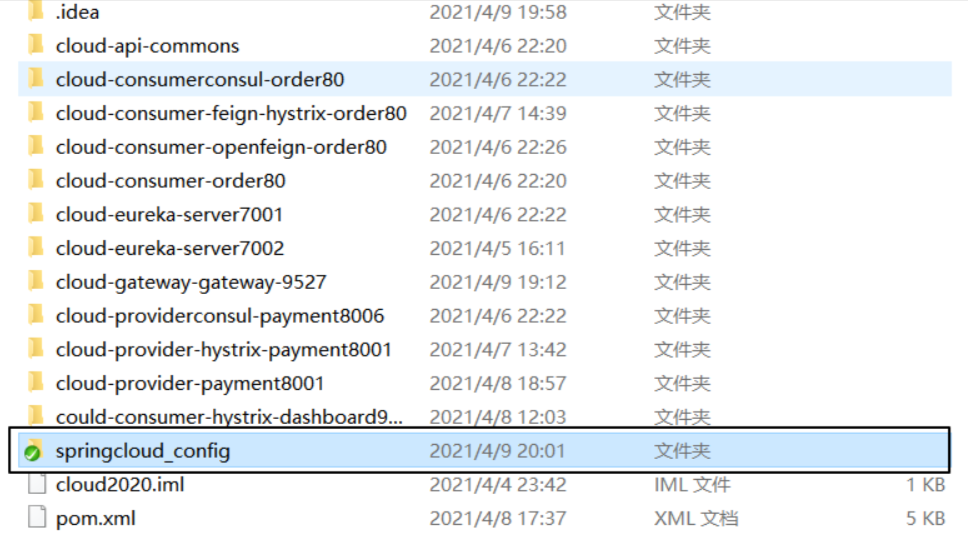 .idea 2021/4/9 19:58 文件夹
cloud-api-commons 2021/4/6 22:20 文件夹
cloud-consumerconsul-order80 2021/4/6 22:22 文件夹
cloud-consumer-feign-hystrix-order80 2021/4/7 14:39 文件夹
cloud-consumer-openfeign-order80 2021/4/6 22:26 文件夹
cloud-consumer-order80 2021/4/6 22:20 文件夹
cloud-eureka-server7001 2021/4/6 22:22 文件夹
cloud-eureka-server7002 2021/4/5 16:11 文件夹
cloud-gateway-gateway-9527 2021/4/9 19:12 文件夹
cloud-providerconsul-payment8006 2021/4/6 22:22 文件夹
cloud-provider-hystrix-payment8001 2021/4/7 13:42 文件夹
cloud-provider-payment8001 2021/4/8 18:57 文件夹
could-consumer-hystrix-dashboard9... 2021/4/8 12:03 文件夹
springcloud_config 2021/4/9 20:01 文件夹
cloud2020.iml 2021/4/4 23:42 IML 文件 1 KB
pom.xml 2021/4/8 17:37 XML 文档 5 KB